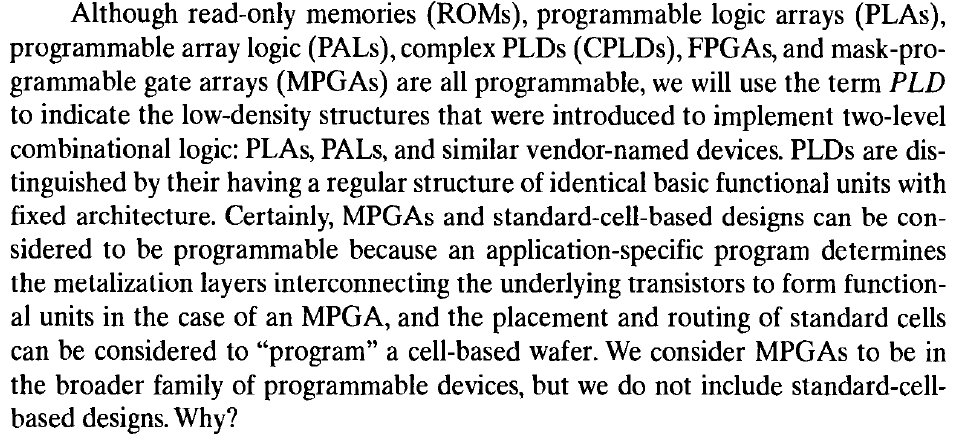 Although read-only memories (ROMs), programmable logic arrays (PLAs),
programmable array logic (PALs), complex PLDs (CPLDs), FPGAs, and mask-pro-
grammable gate arrays (MPGAs) are all programmable, we will use the term PLD
to indicate the low-density structures that were introduced to implement two-level
combinational logic: PLAs, PALs, and similar vendor-named devices. PLDs are dis-
tinguished by their having a regular structure of identical basic functional units with
fixed architecture. Certainly, MPGAs and standard-cell-based designs can be con-
sidered to be programmable because an application-specific program determines
the metalization layers interconnecting the underlying transistors to form function-
al units in the case of an MPGA, and the placement and routing of standard cells
can be considered to “program” a cell-based wafer. We consider MPGAs to be in
the broader family of programmable devices, but we do not include standard-cell-
based designs. Why?